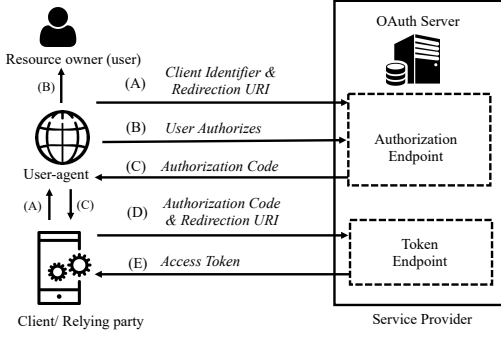 OAuth Server
Resource owner (user)
(B)
(A)
Client Identifier &
Redirection URI
(B)
User Authorizes
Authorization
Endpoint
(C)
Authorization Code
User-agent
(A)
(C)
(D)
Authorization Code
& Redirection URI
Token
Endpoint
(E)
Access Token
Client/ Relying party
Service Provider